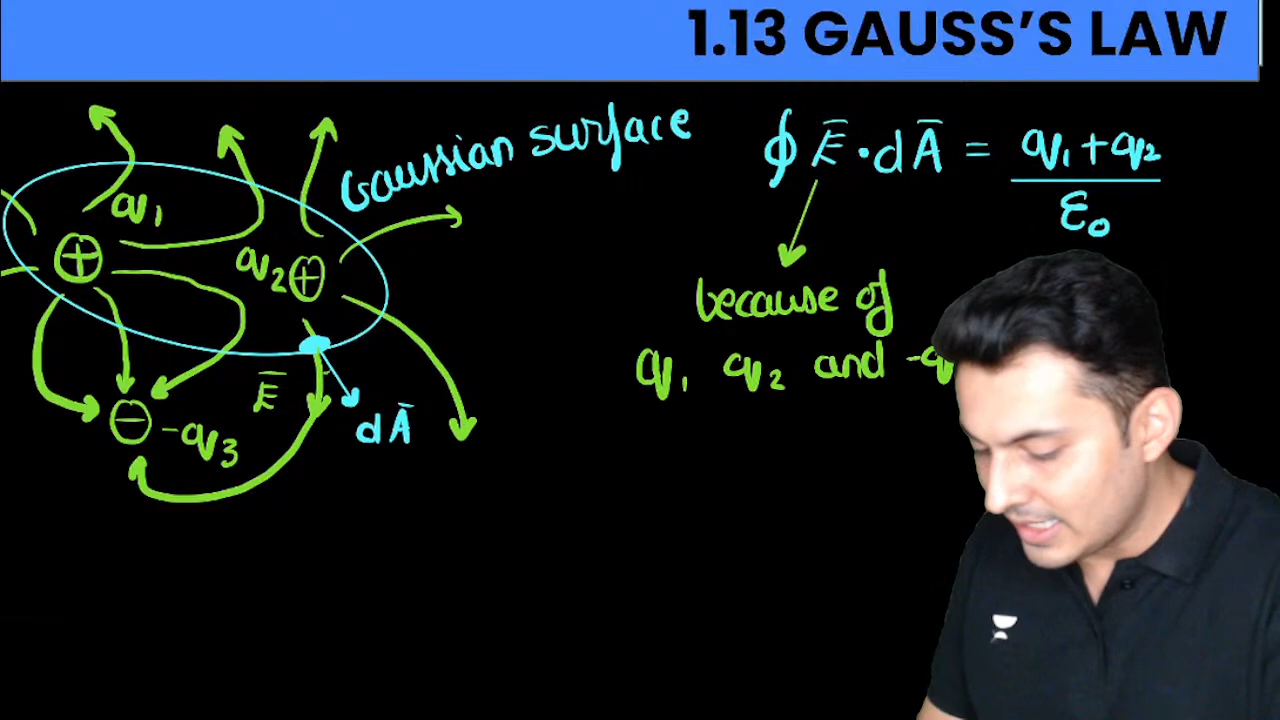 1.13 GAUSS’S LAW
Gaussian surface
∮ E̅ • dA̅ = q₁+q₂ / ε₀
q₁
q₂
because of
q₁ q₂ and -q
E̅
dA̅
-q₃